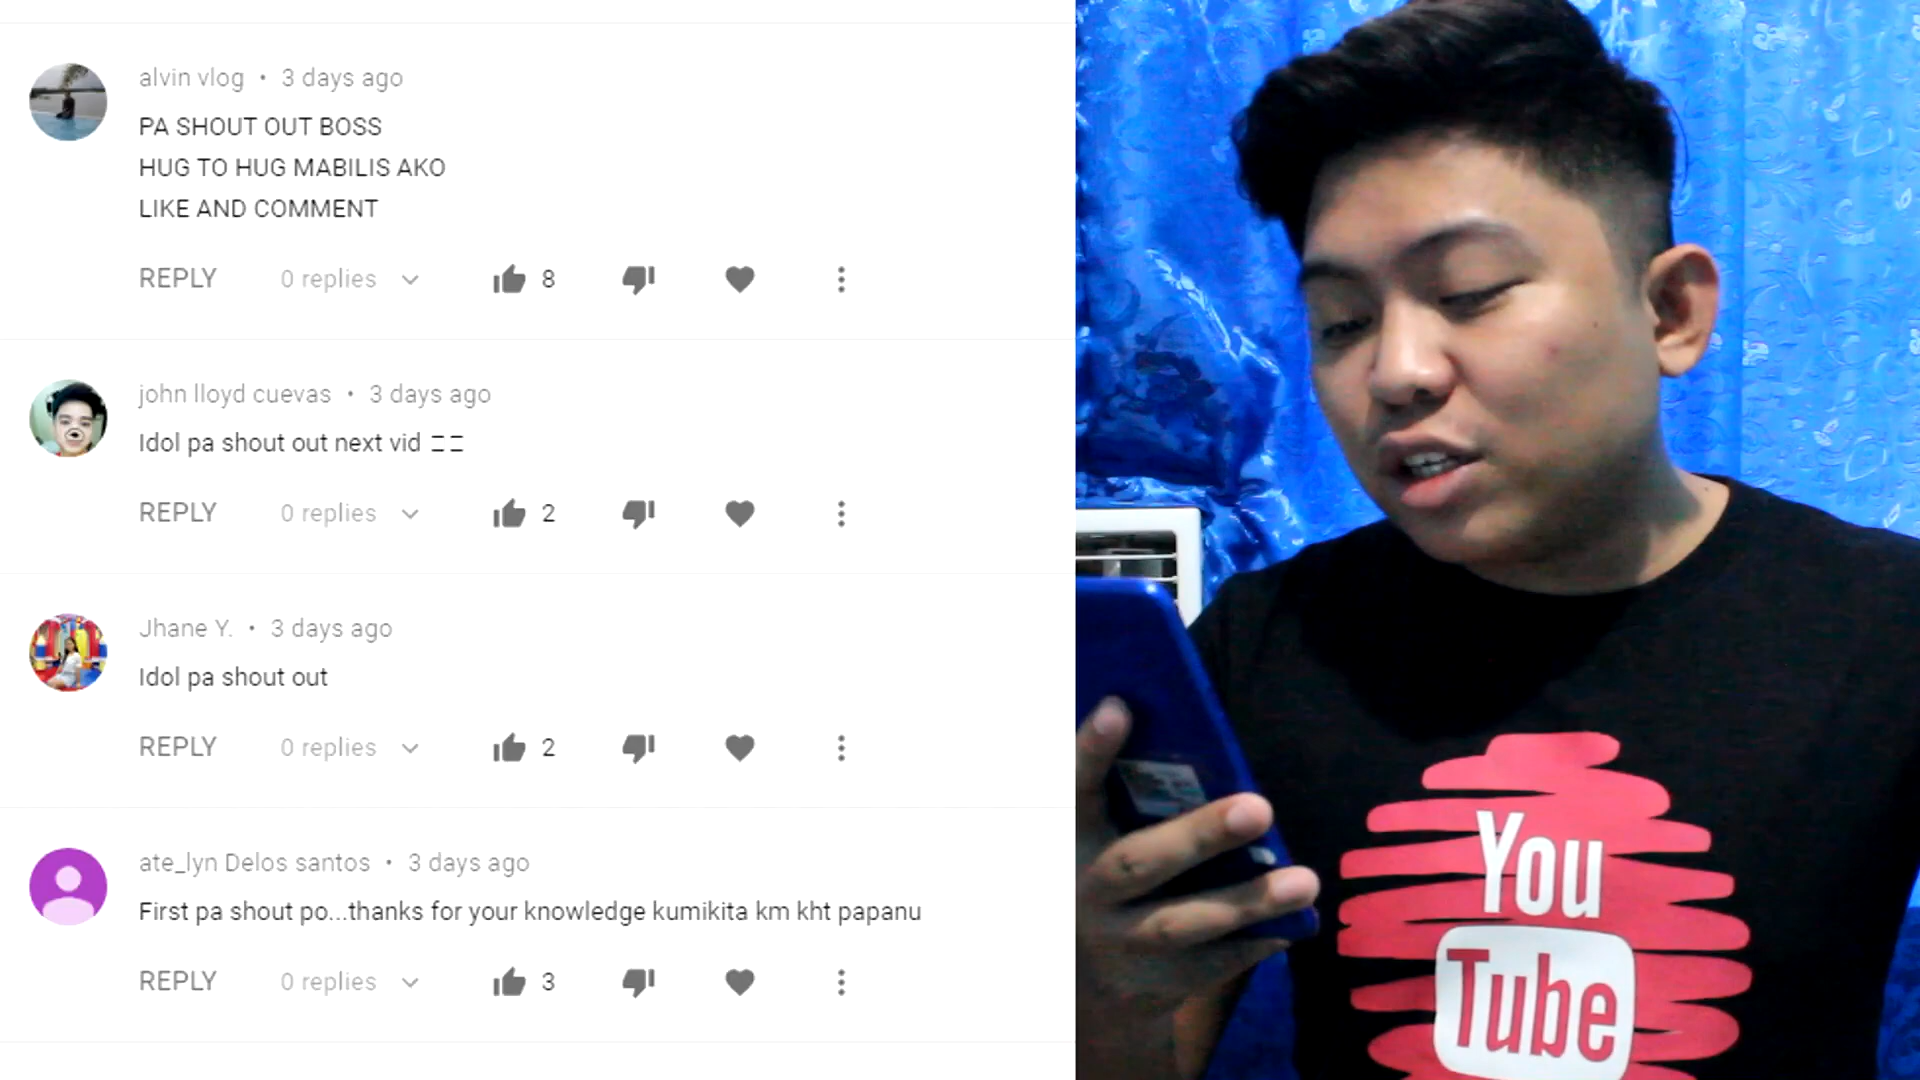 alvin vlog • 3 days ago
PA SHOUT OUT BOSS
HUG TO HUG MABILIS AKO
LIKE AND COMMENT
REPLY 0 replies 8
john lloyd cuevas • 3 days ago
Idol pa shout out next vid
REPLY 0 replies 2
Jhane Y. • 3 days ago
Idol pa shout out
REPLY 0 replies 2
ate_lyn Delos santos • 3 days ago
First pa shout po...thanks for your knowledge kumikita km kht papanu
REPLY 0 replies 3
You
Tube